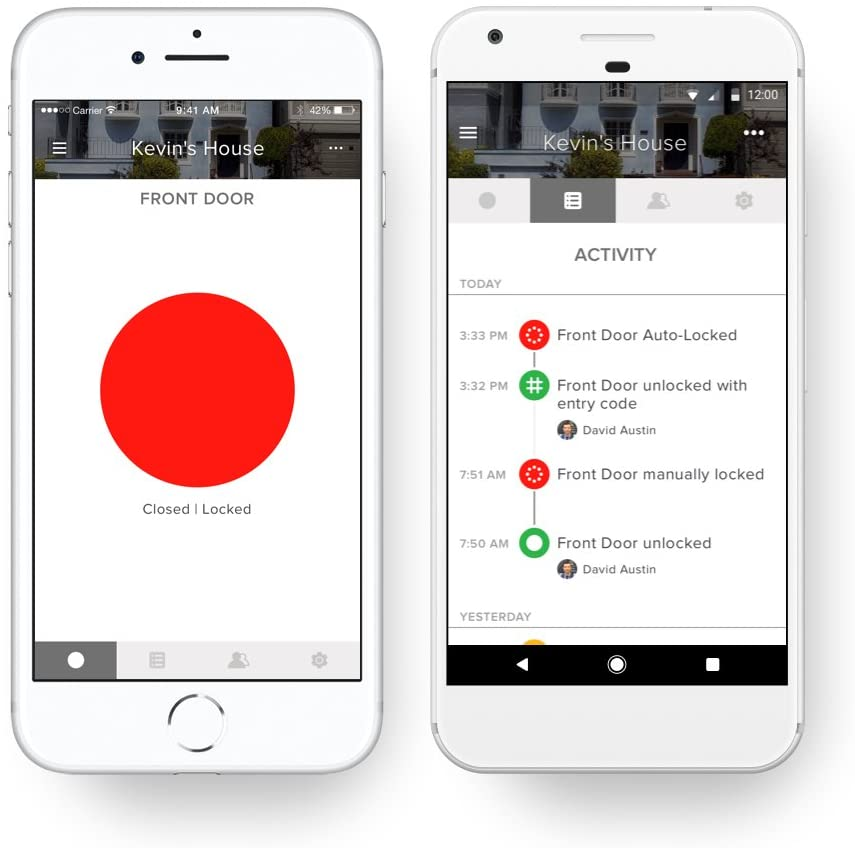 Carrier 9:41 AM 42%
Kevin's House
FRONT DOOR
Closed | Locked
12:00
Kevin's House
ACTIVITY
TODAY
3:33 PM Front Door Auto-Locked
3:32 PM Front Door unlocked with
entry code
David Austin
7:51 AM Front Door manually locked
7:50 AM Front Door unlocked
David Austin
YESTERDAY